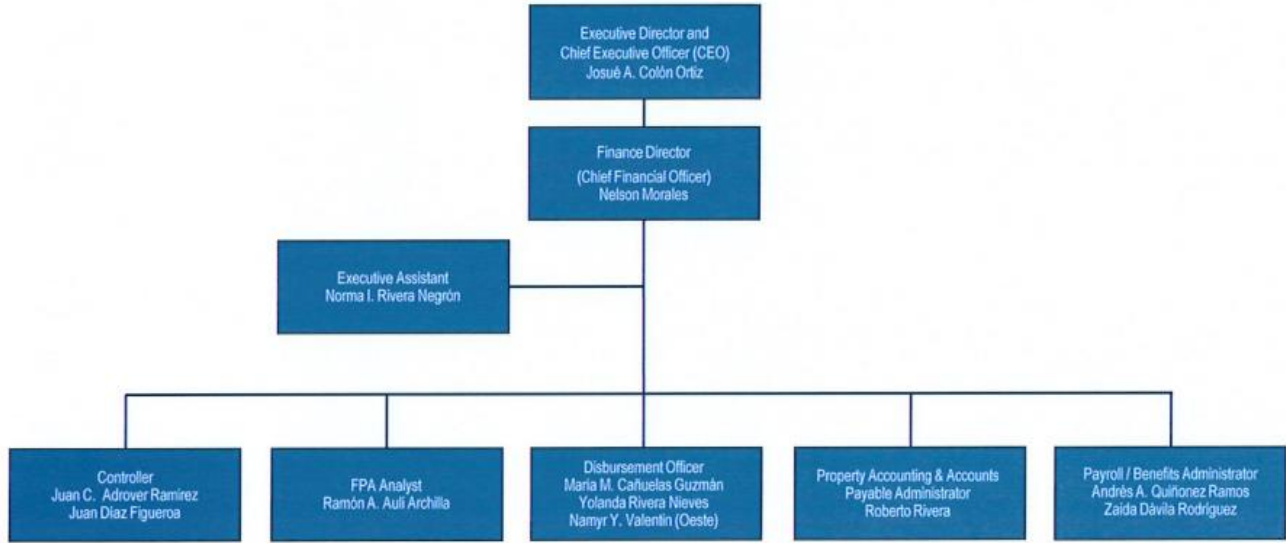 Executive Director and
Chief Executive Officer (CEO)
Josué A. Colón Ortiz
Finance Director
(Chief Financial Officer)
Nelson Morales
Executive Assistant
Norma I. Rivera Negrón
Controller
Juan C. Adrover Ramírez
Juan Díaz Figueroa
FPA Analyst
Ramón A. Aulí Archilla
Disbursement Officer
María M. Cañuelas Guzmán
Yolanda Rivera Nieves
Namyr Y. Valentín (Oeste)
Property Accounting & Accounts
Payable Administrator
Roberto Rivera
Payroll / Benefits Administrator
Andrés A. Quiñonez Ramos
Zaida Dávila Rodríguez